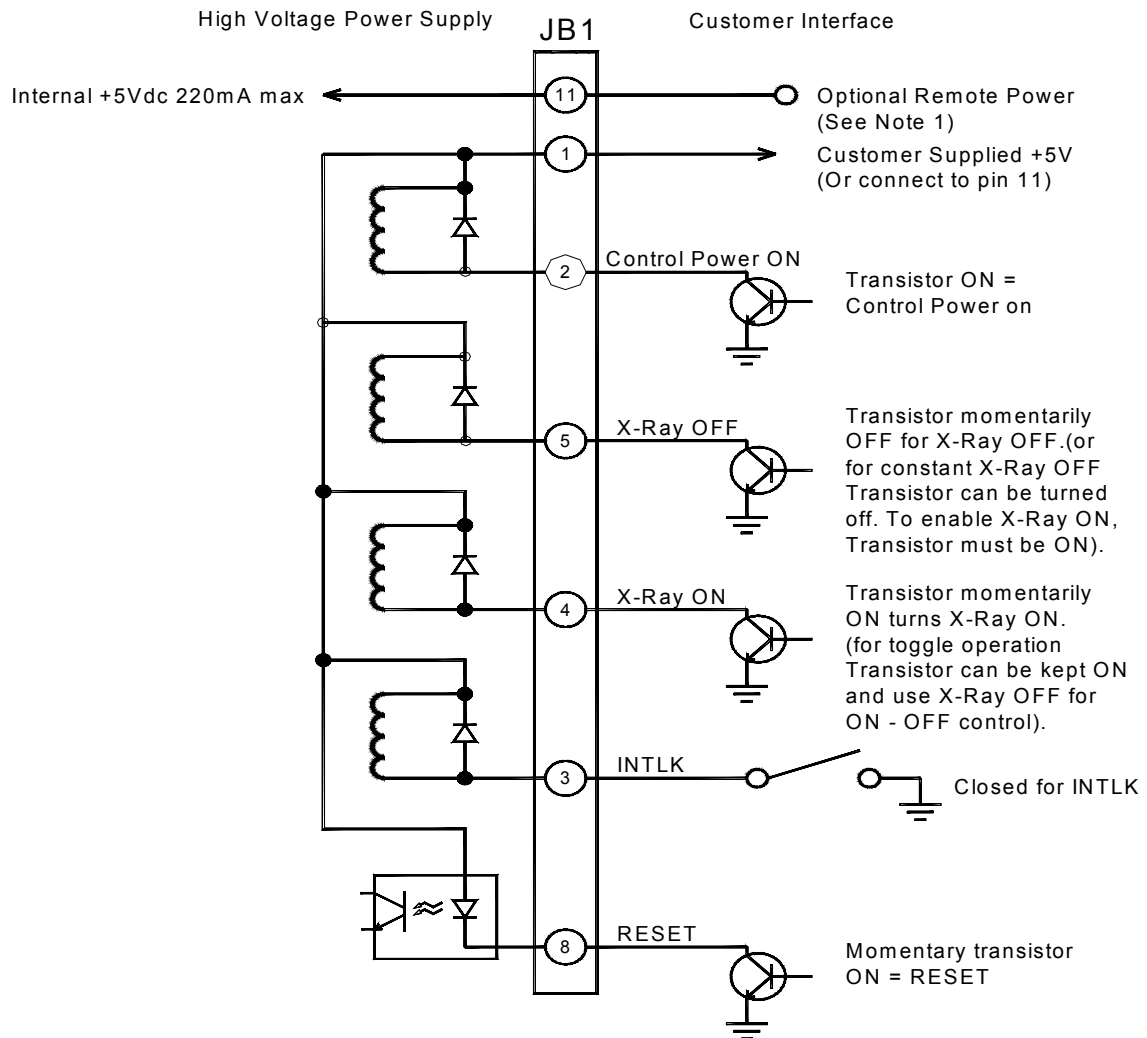 High Voltage Power Supply
JB1
Customer Interface
Internal +5Vdc 220mA max
11
Optional Remote Power
(See Note 1)
1
Customer Supplied +5V
(Or connect to pin 11)
2
Control Power ON
Transistor ON =
Control Power on
5
X-Ray OFF
Transistor momentarily
OFF for X-Ray OFF.(or
for constant X-Ray OFF
Transistor can be turned
off. To enable X-Ray ON,
Transistor must be ON).
4
X-Ray ON
Transistor momentarily
ON turns X-Ray ON.
(for toggle operation
Transistor can be kept ON
and use X-Ray OFF for
ON - OFF control).
3
INTLK
Closed for INTLK
8
RESET
Momentary transistor
ON = RESET